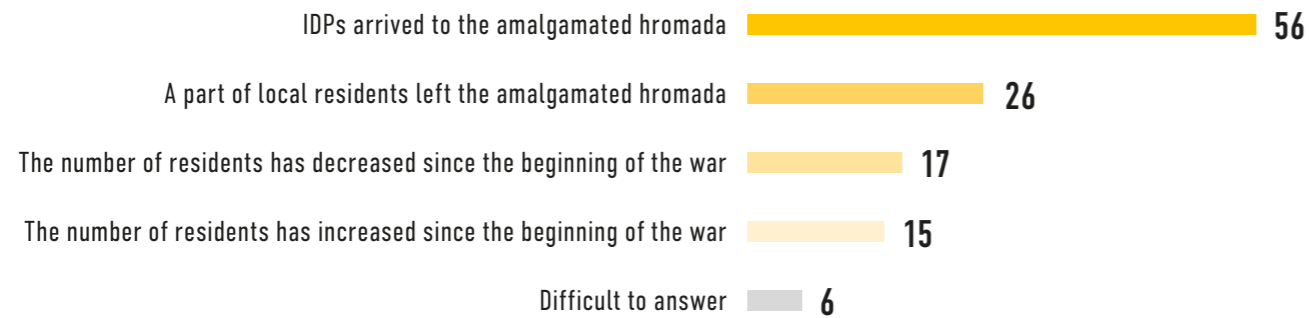 IDPs arrived to the amalgamated hromada 56
A part of local residents left the amalgamated hromada 26
The number of residents has decreased since the beginning of the war 17
The number of residents has increased since the beginning of the war 15
Difficult to answer 6